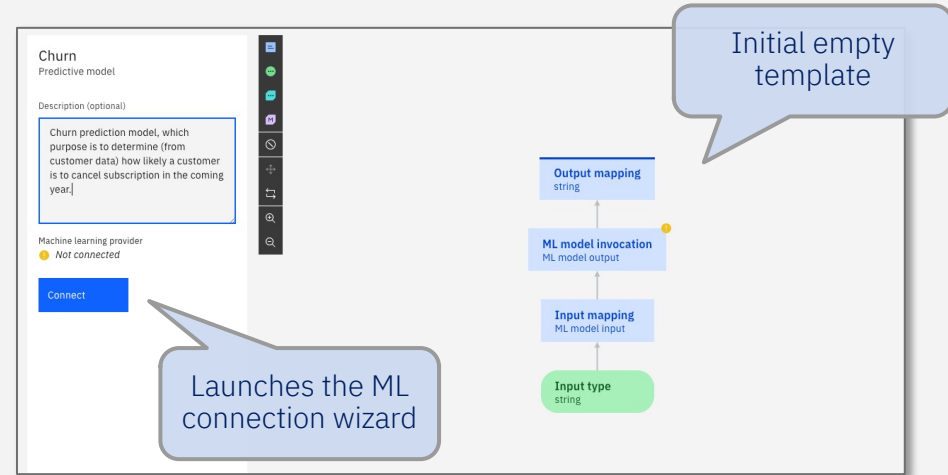 Churn
Predictive model
Description (optional)
Churn prediction model, which
purpose is to determine (from
customer data) how likely a customer
is to cancel subscription in the coming
year.
Machine learning provider
! Not connected
Connect
Launches the ML
connection wizard
M
Initial empty
template
Output mapping
string
!
ML model invocation
ML model output
Input mapping
ML model input
Input type
string